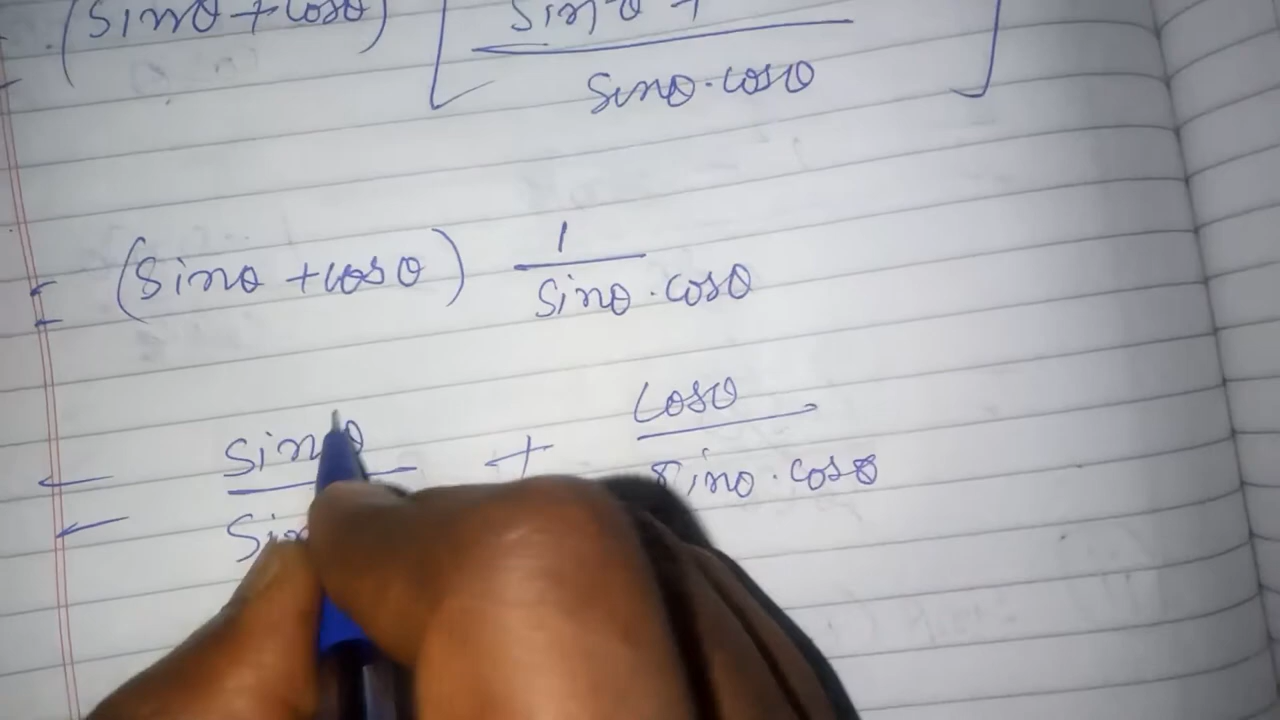 = (sinθ + cosθ) [
sinθ · cosθ ]
= (sinθ + cosθ) 1 / sinθ · cosθ
= sinθ / + cosθ / sinθ · cosθ